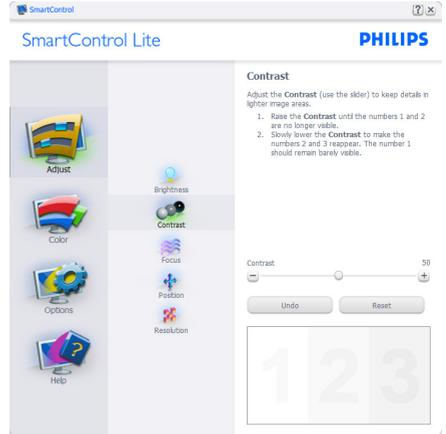 SmartControl
SmartControl Lite
PHILIPS
Adjust
Color
Options
Help
Brightness
Contrast
Focus
Position
Resolution
Contrast
Adjust the Contrast (use the slider) to keep details in
lighter image areas.
1. Raise the Contrast until the numbers 1 and 2
are no longer visible.
2. Slowly lower the Contrast to make the
numbers 2 and 3 reappear. The number 1
should remain barely visible.
Contrast 50
Undo Reset
1 2 3